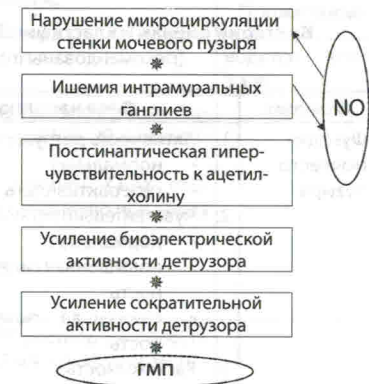 Нарушение микроциркуляции
стенки мочевого пузыря
Ишемия интрамуральных
ганглиев
NO
Постсинаптическая гипер-
чувствительность к ацетил-
холину
Усиление биоэлектрической
активности детрузора
Усиление сократительной
активности детрузора
ГМП